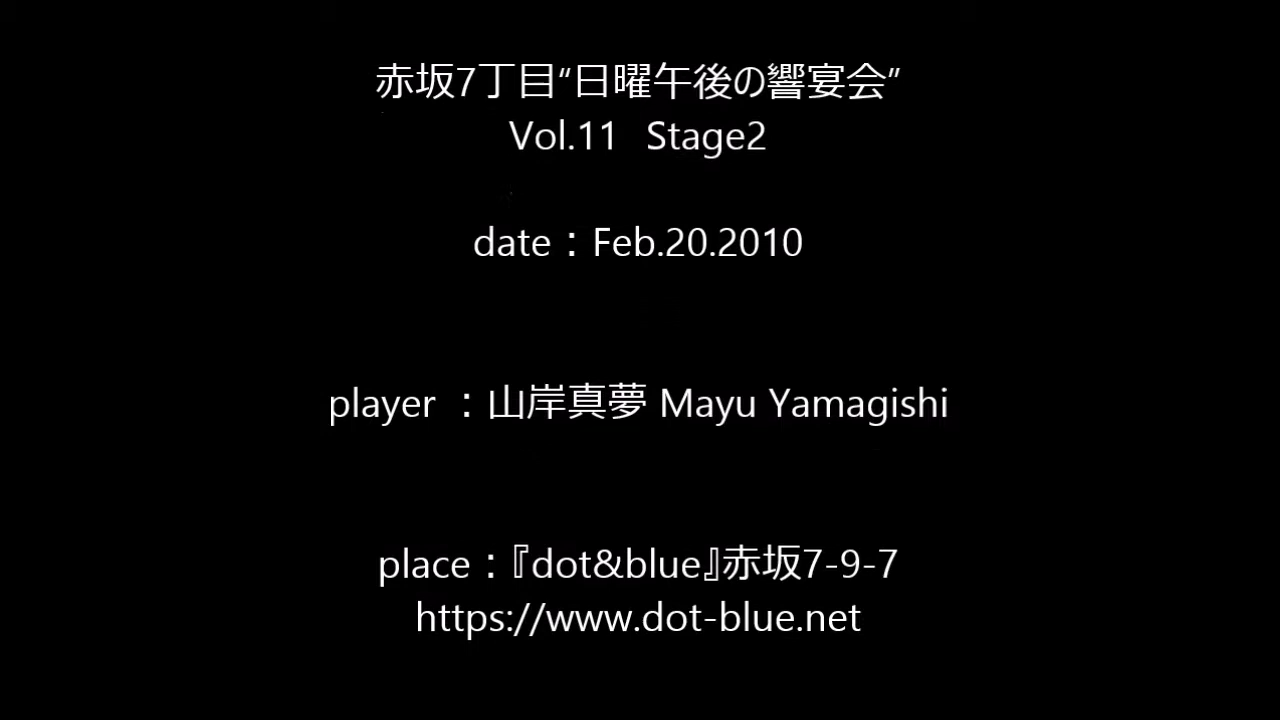 赤坂7丁目“日曜午後の響宴会”
Vol.11 Stage2
date：Feb.20.2010
player ：山岸真夢 Mayu Yamagishi
place：『dot&blue』赤坂7-9-7
https://www.dot-blue.net